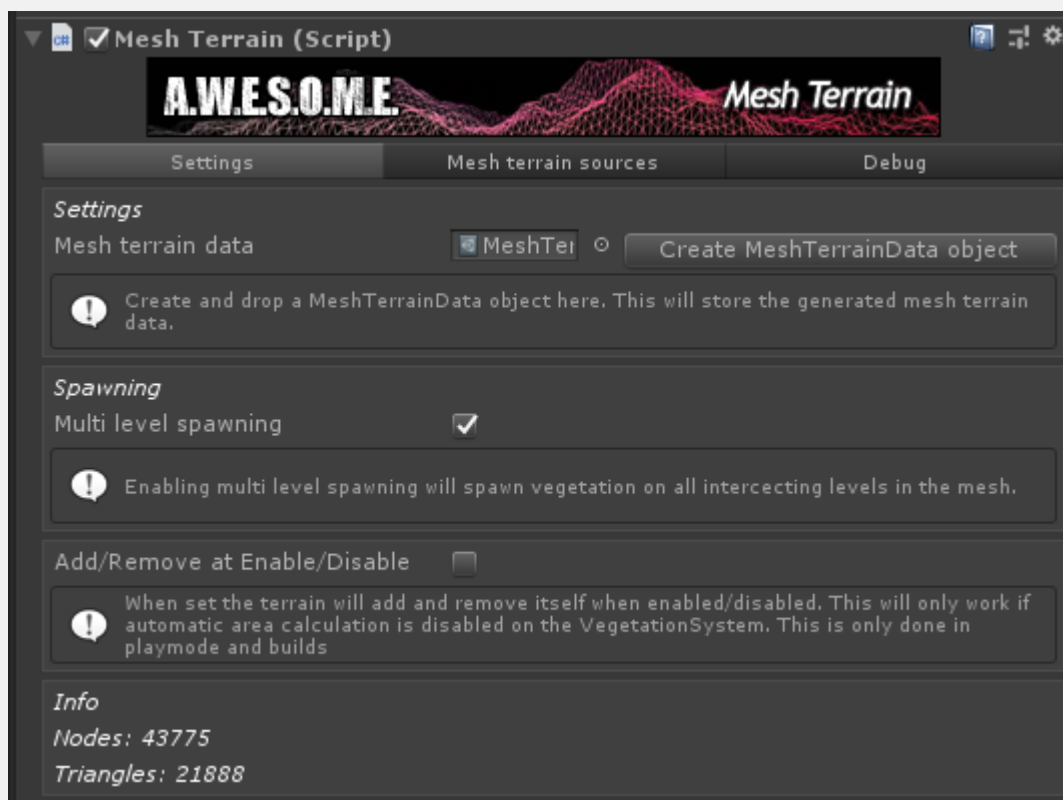 Mesh Terrain (Script)
A.W.E.S.O.M.E. Mesh Terrain
Settings Mesh terrain sources Debug
Settings
Mesh terrain data MeshTer Create MeshTerrainData object
Create and drop a MeshTerrainData object here. This will store the generated mesh terrain
data.
Spawning
Multi level spawning
Enabling multi level spawning will spawn vegetation on all intercecting levels in the mesh.
Add/Remove at Enable/Disable
When set the terrain will add and remove itself when enabled/disabled. This will only work if
automatic area calculation is disabled on the VegetationSystem. This is only done in
playmode and builds
Info
Nodes: 43775
Triangles: 21888